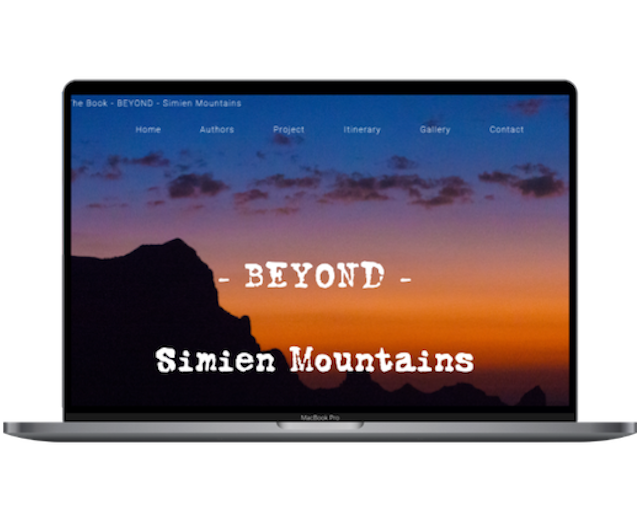 he Book - BEYOND - Simien Mountains
Home Authors Project Itinerary Gallery Contact
- BEYOND -
Simien Mountains
MacBook Pro